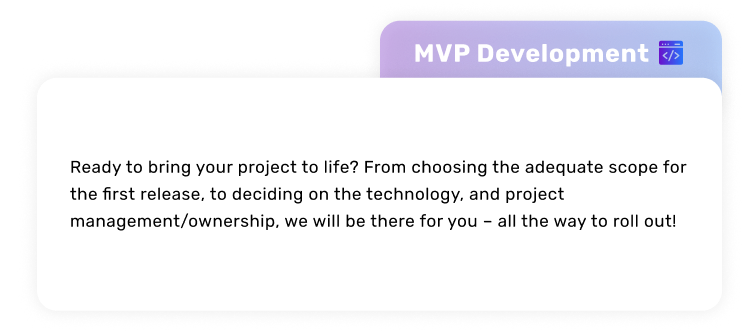 MVP Development
Ready to bring your project to life? From choosing the adequate scope for
the first release, to deciding on the technology, and project
management/ownership, we will be there for you – all the way to roll out!